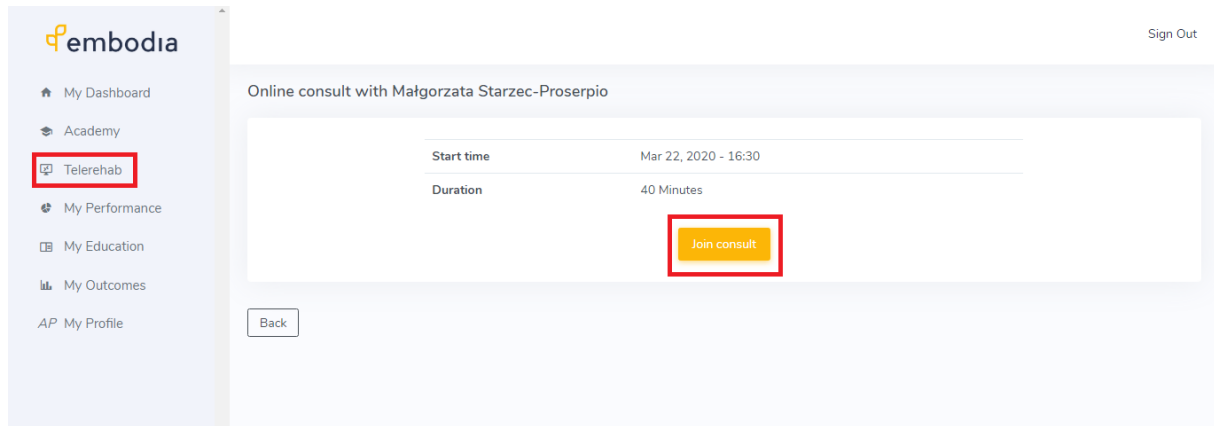 embodia
Sign Out
My Dashboard
Academy
Telerehab
My Performance
My Education
My Outcomes
AP My Profile
Online consult with Małgorzata Starzec-Proserpio
Start time Mar 22, 2020 - 16:30
Duration 40 Minutes
Join consult
Back